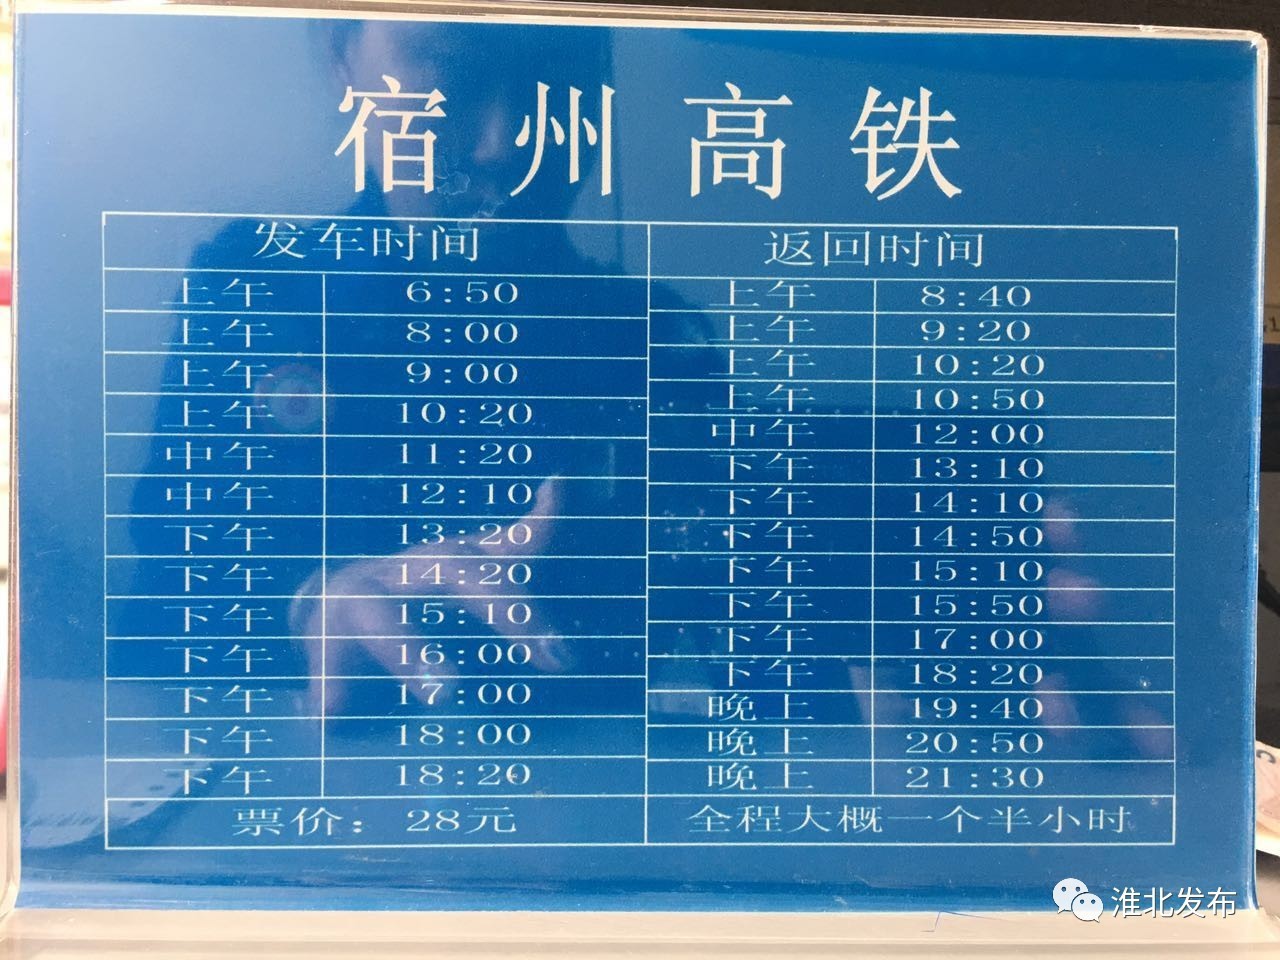 宿州高铁
发车时间 返回时间
上午 6:50 上午 8:40
上午 8:00 上午 9:20
上午 9:00 上午 10:20
上午 10:20 上午 10:50
中午 11:20 中午 12:00
中午 12:10 下午 13:10
下午 13:20 下午 14:10
下午 14:20 下午 14:50
下午 15:10 下午 15:10
下午 16:00 下午 15:50
下午 17:00 下午 17:00
下午 18:00 下午 18:20
下午 18:20 晚上 19:40
晚上 20:50
晚上 21:30
票价：28元 全程大概一个半小时
淮北发布